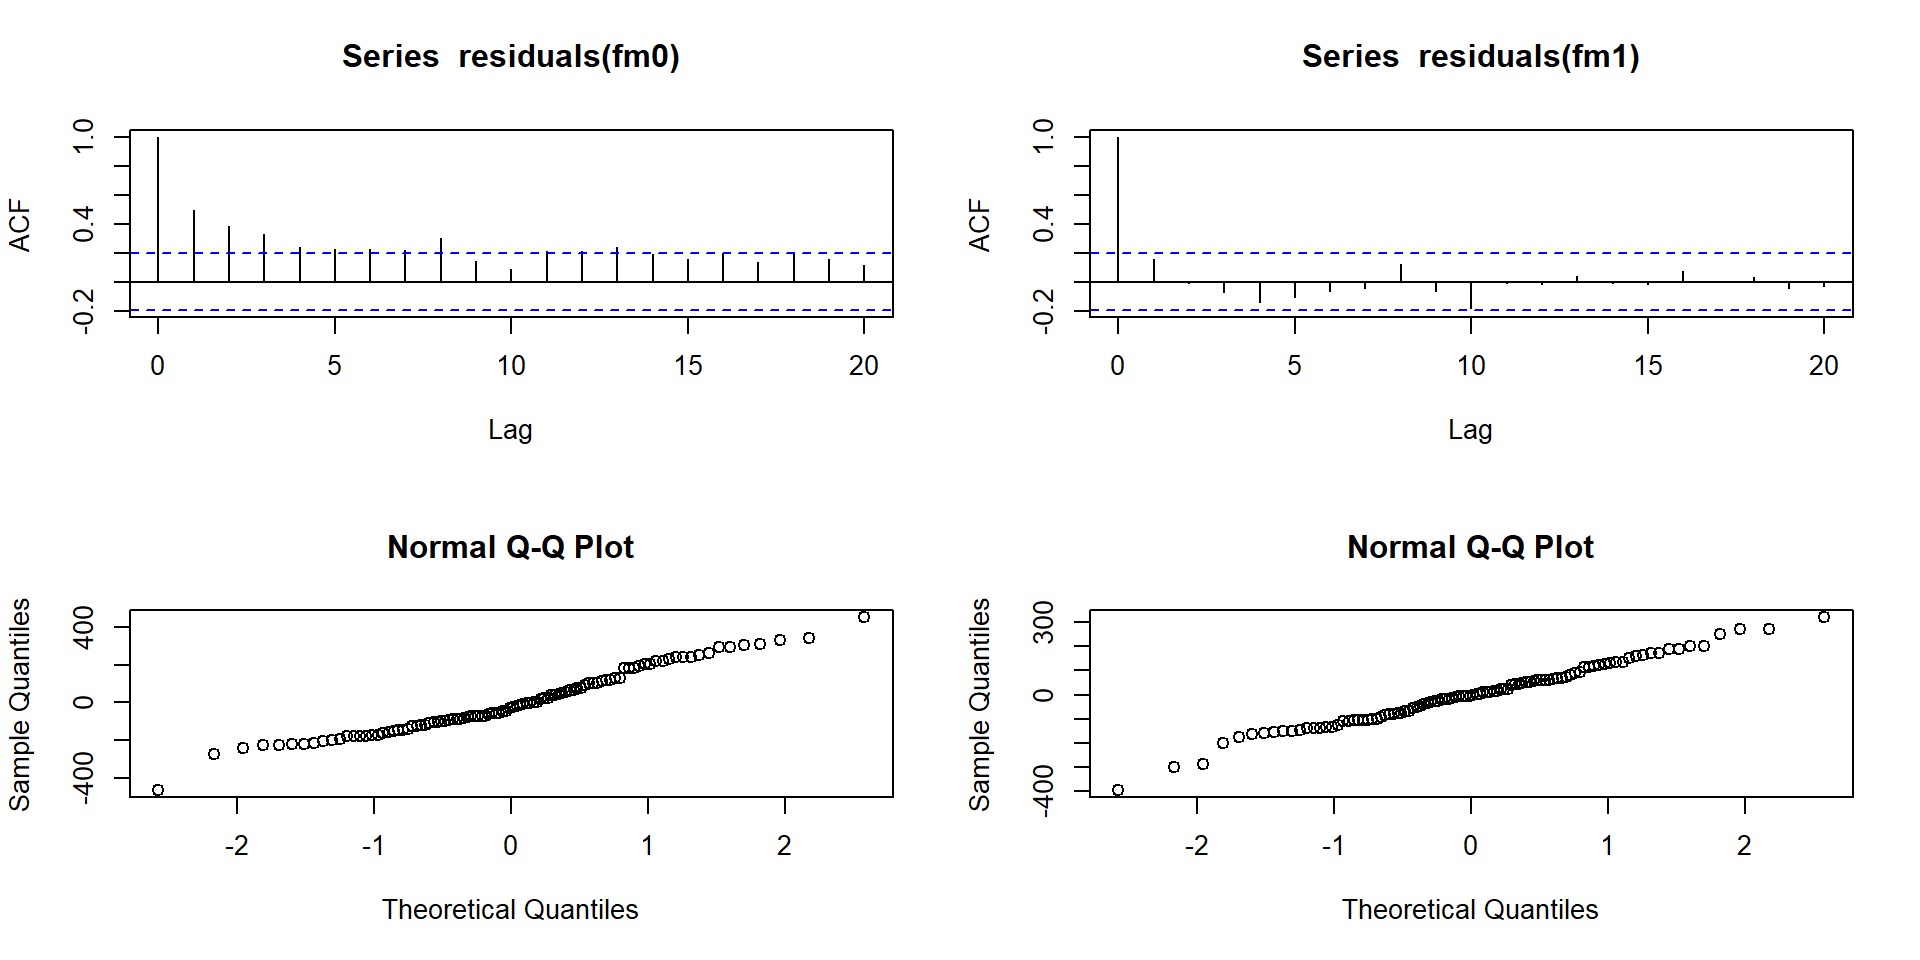 Series  residuals(fm0)
ACF
1.0
0.4
-0.2
0 5 10 15 20
Lag
Series  residuals(fm1)
ACF
1.0
0.4
-0.2
0 5 10 15 20
Lag
Normal Q-Q Plot
Sample Quantiles
400
0
-400
-2 -1 0 1 2
Theoretical Quantiles
Normal Q-Q Plot
Sample Quantiles
300
0
-400
-2 -1 0 1 2
Theoretical Quantiles